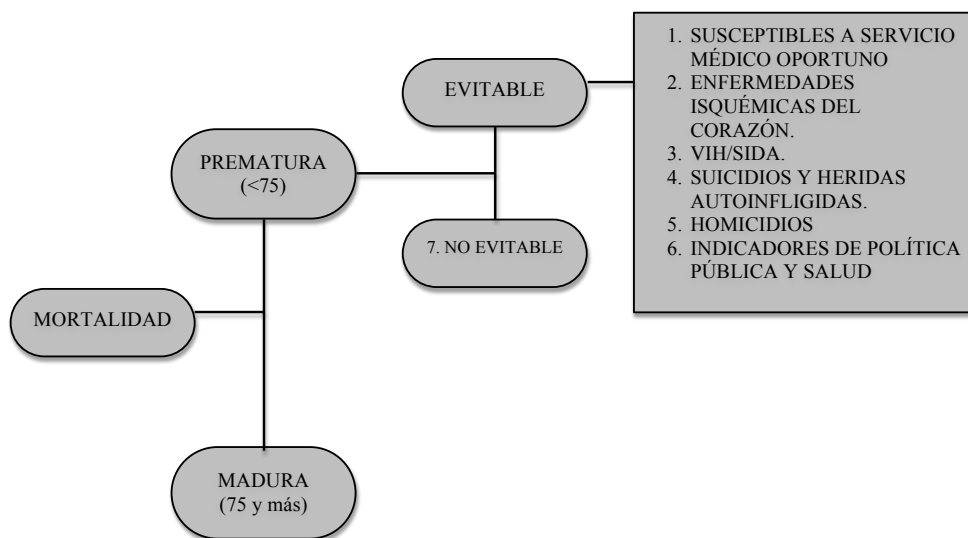 MORTALIDAD
PREMATURA
(<75)
EVITABLE
1. SUSCEPTIBLES A SERVICIO
MÉDICO OPORTUNO
2. ENFERMEDADES
ISQUÉMICAS DEL
CORAZÓN.
3. VIH/SIDA.
4. SUICIDIOS Y HERIDAS
AUTOINFLIGIDAS.
5. HOMICIDIOS
6. INDICADORES DE POLÍTICA
PÚBLICA Y SALUD
7. NO EVITABLE
MADURA
(75 y más)